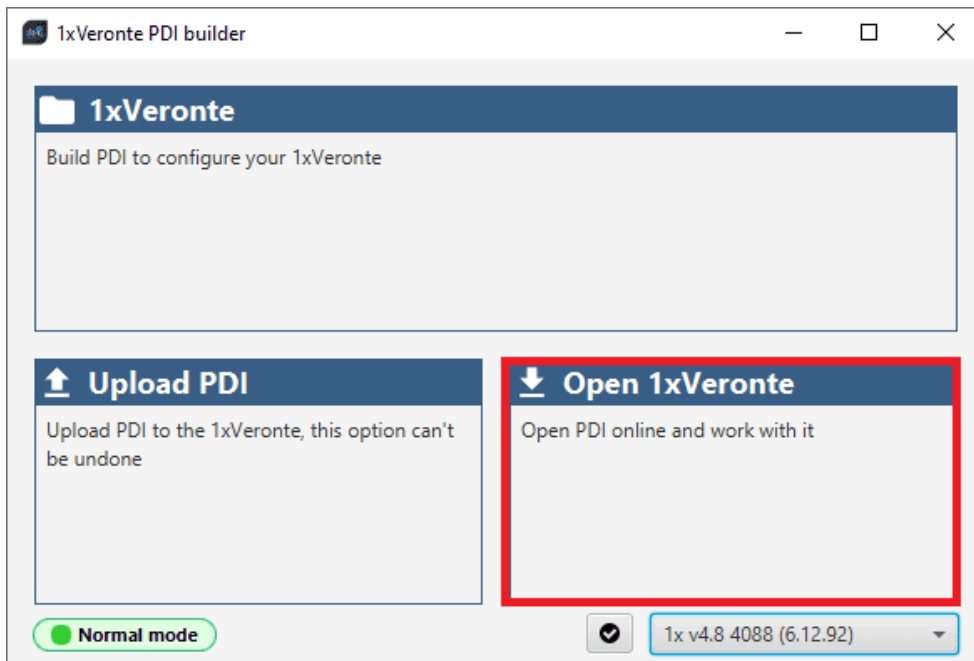 1xVeronte PDI builder
1xVeronte
Build PDI to configure your 1xVeronte
Upload PDI
Upload PDI to the 1xVeronte, this option can't
be undone
Open 1xVeronte
Open PDI online and work with it
Normal mode
1x v4.8 4088 (6.12.92)